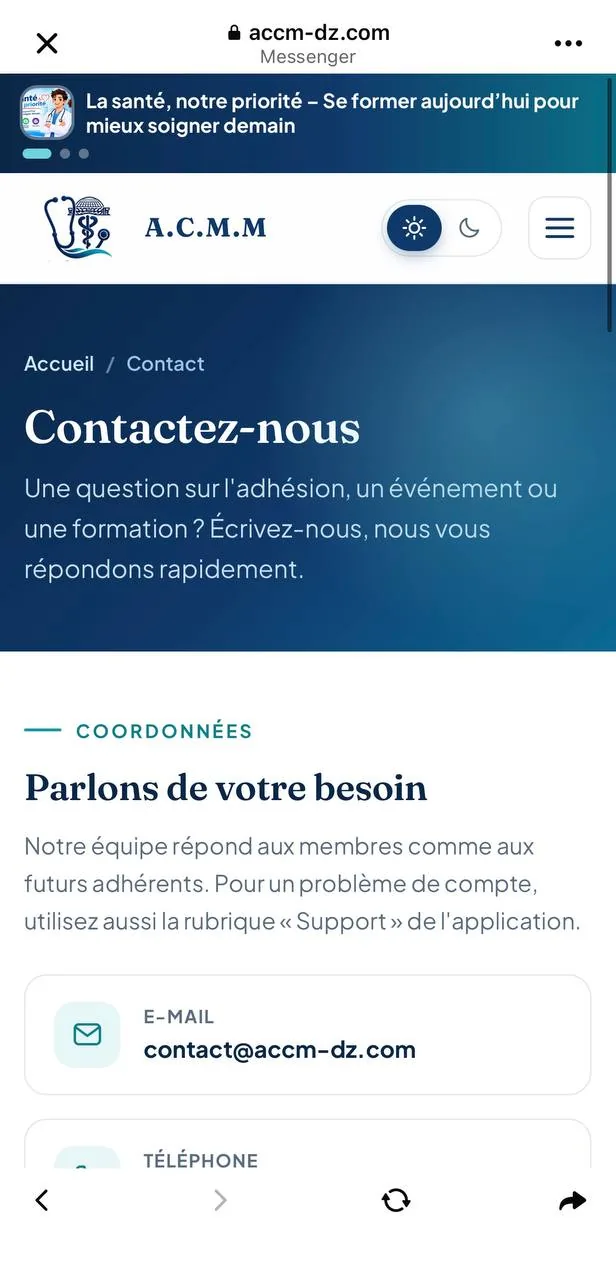 accm-dz.com
Messenger
La santé, notre priorité – Se former aujourd'hui pour
mieux soigner demain
A.C.M.M
Accueil / Contact
Contactez-nous
Une question sur l'adhésion, un événement ou
une formation ? Écrivez-nous, nous vous
répondons rapidement.
COORDONNÉES
Parlons de votre besoin
Notre équipe répond aux membres comme aux
futurs adhérents. Pour un problème de compte,
utilisez aussi la rubrique « Support » de l'application.
E-MAIL
contact@accm-dz.com
TÉLÉPHONE